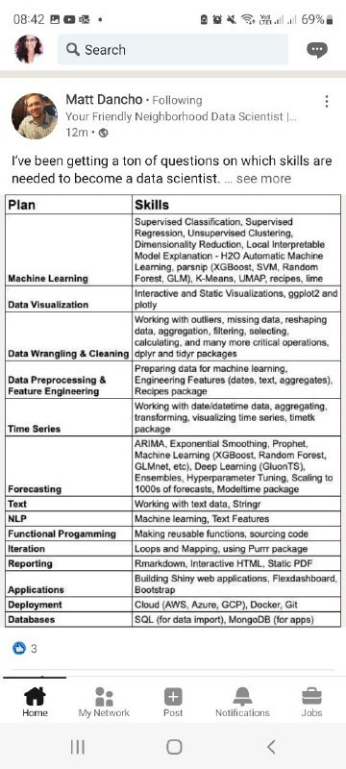 08:42
69%
Search
Matt Dancho • Following
Your Friendly Neighborhood Data Scientist |...
12m •
I've been getting a ton of questions on which skills are
needed to become a data scientist. ... see more
Plan Skills
Supervised Classification, Supervised
Regression, Unsupervised Clustering,
Dimensionality Reduction, Local Interpretable
Model Explanation - H2O Automatic Machine
Learning, parsnip (XGBoost, SVM, Random
Machine Learning Forest, GLM), K-Means, UMAP, recipes, lime
Interactive and Static Visualizations, ggplot2 and
Data Visualization plotly
Working with outliers, missing data, reshaping
data, aggregation, filtering, selecting,
calculating, and many more critical operations,
Data Wrangling & Cleaning dplyr and tidyr packages
Preparing data for machine learning,
Data Preprocessing & Engineering Features (dates, text, aggregates),
Feature Engineering Recipes package
Working with date/datetime data, aggregating,
transforming, visualizing time series, timetk
Time Series package
ARIMA, Exponential Smoothing, Prophet,
Machine Learning (XGBoost, Random Forest,
GLMnet, etc), Deep Learning (GluonTS),
Ensembles, Hyperparameter Tuning, Scaling to
Forecasting 1000s of forecasts, Modeltime package
Text Working with text data, Stringr
NLP Machine learning, Text Features
Functional Progamming Making reusable functions, sourcing code
Iteration Loops and Mapping, using Purrr package
Reporting Rmarkdown, Interactive HTML, Static PDF
Building Shiny web applications, Flexdashboard,
Applications Bootstrap
Deployment Cloud (AWS, Azure, GCP), Docker, Git
Databases SQL (for data import), MongoDB (for apps)
3
Home My Network Post Notifications Jobs